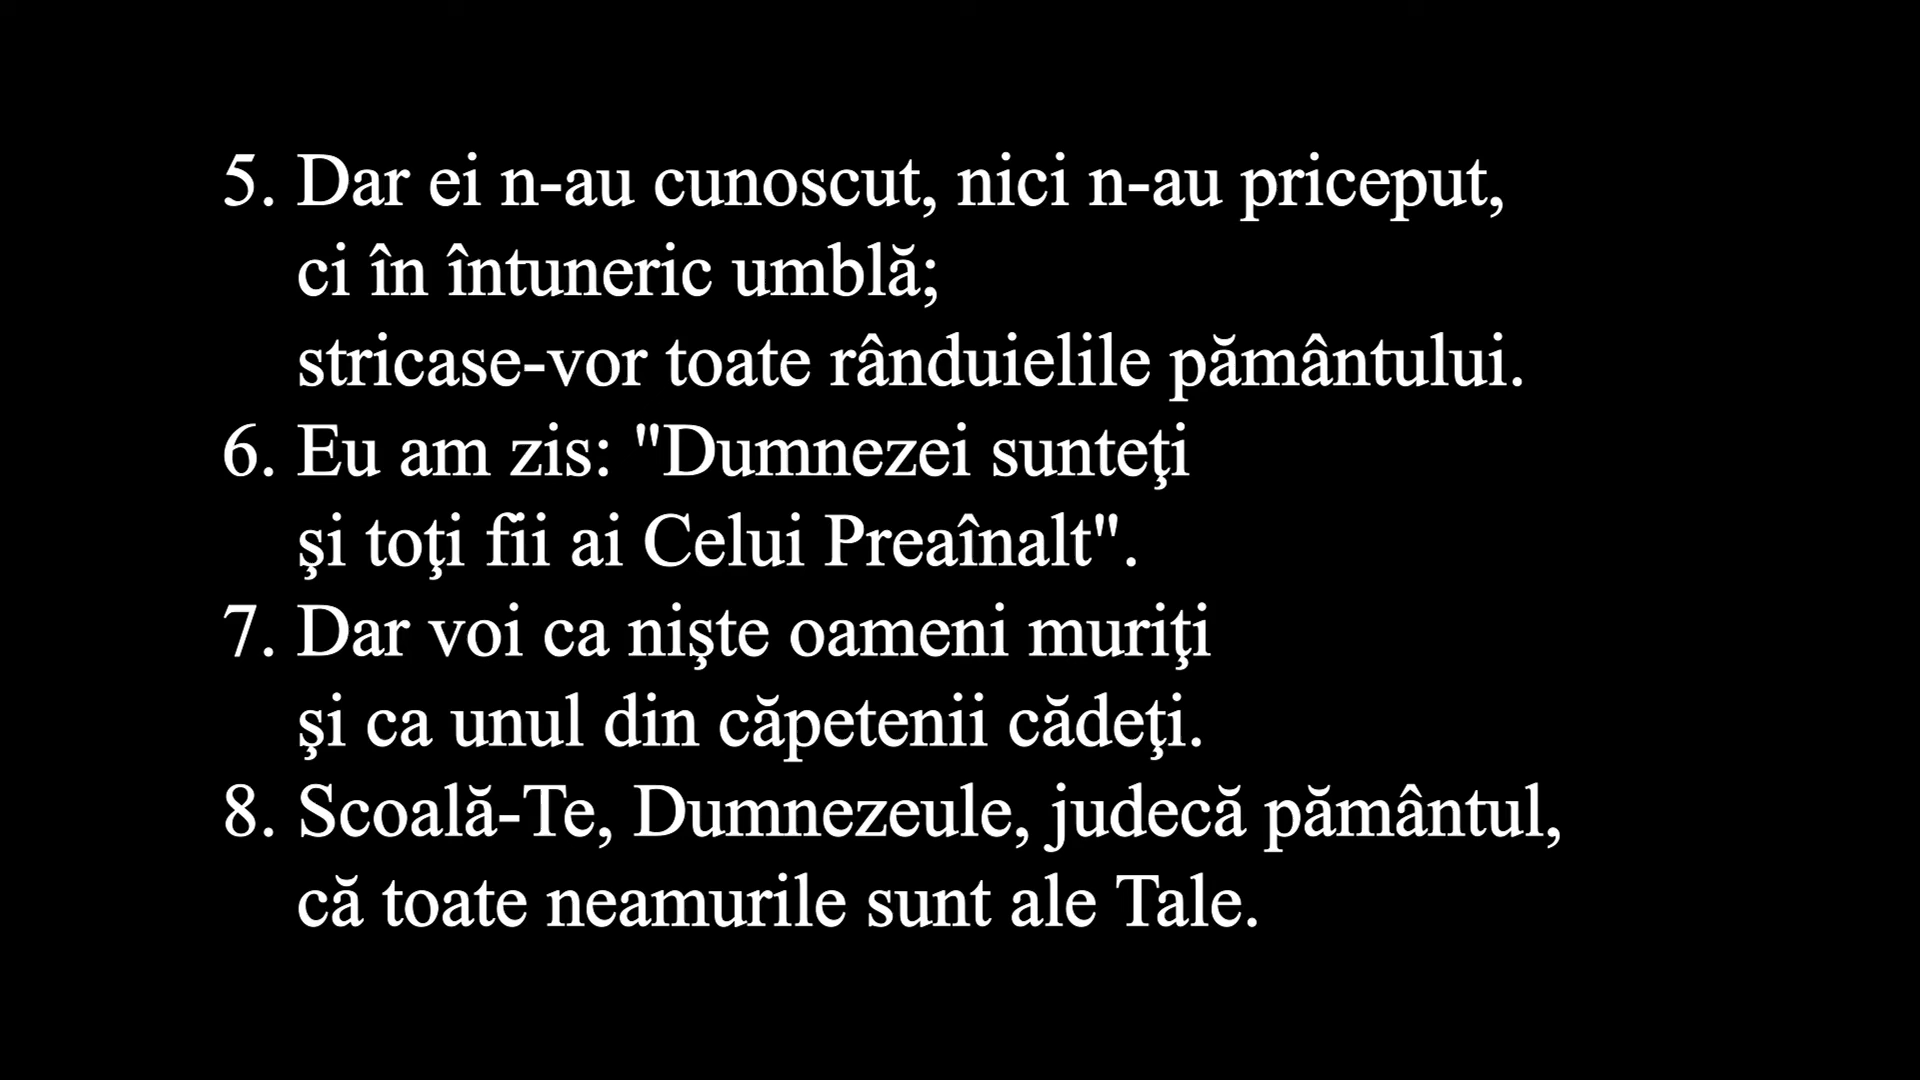 5. Dar ei n-au cunoscut, nici n-au priceput,
ci în întuneric umblă;
stricase-vor toate rânduielile pământului.
6. Eu am zis: "Dumnezei sunteţi
şi toţi fii ai Celui Preaînalt".
7. Dar voi ca nişte oameni muriţi
şi ca unul din căpetenii cădeţi.
8. Scoală-Te, Dumnezeule, judecă pământul,
că toate neamurile sunt ale Tale.